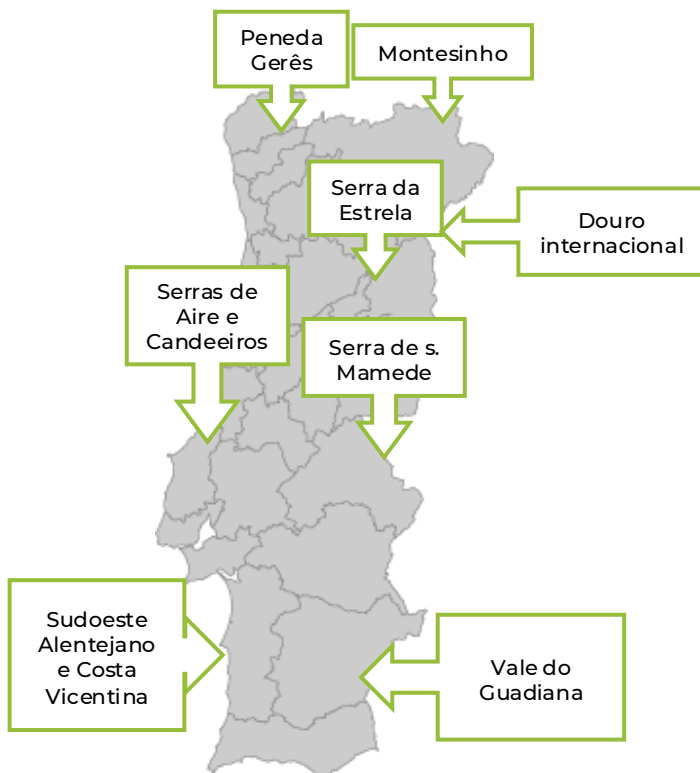 Peneda
Gerês
Montesinho
Serra da
Estrela
Douro
internacional
Serras de
Aire e
Candeeiros
Serra de s.
Mamede
Sudoeste
Alentejano
e Costa
Vicentina
Vale do
Guadiana